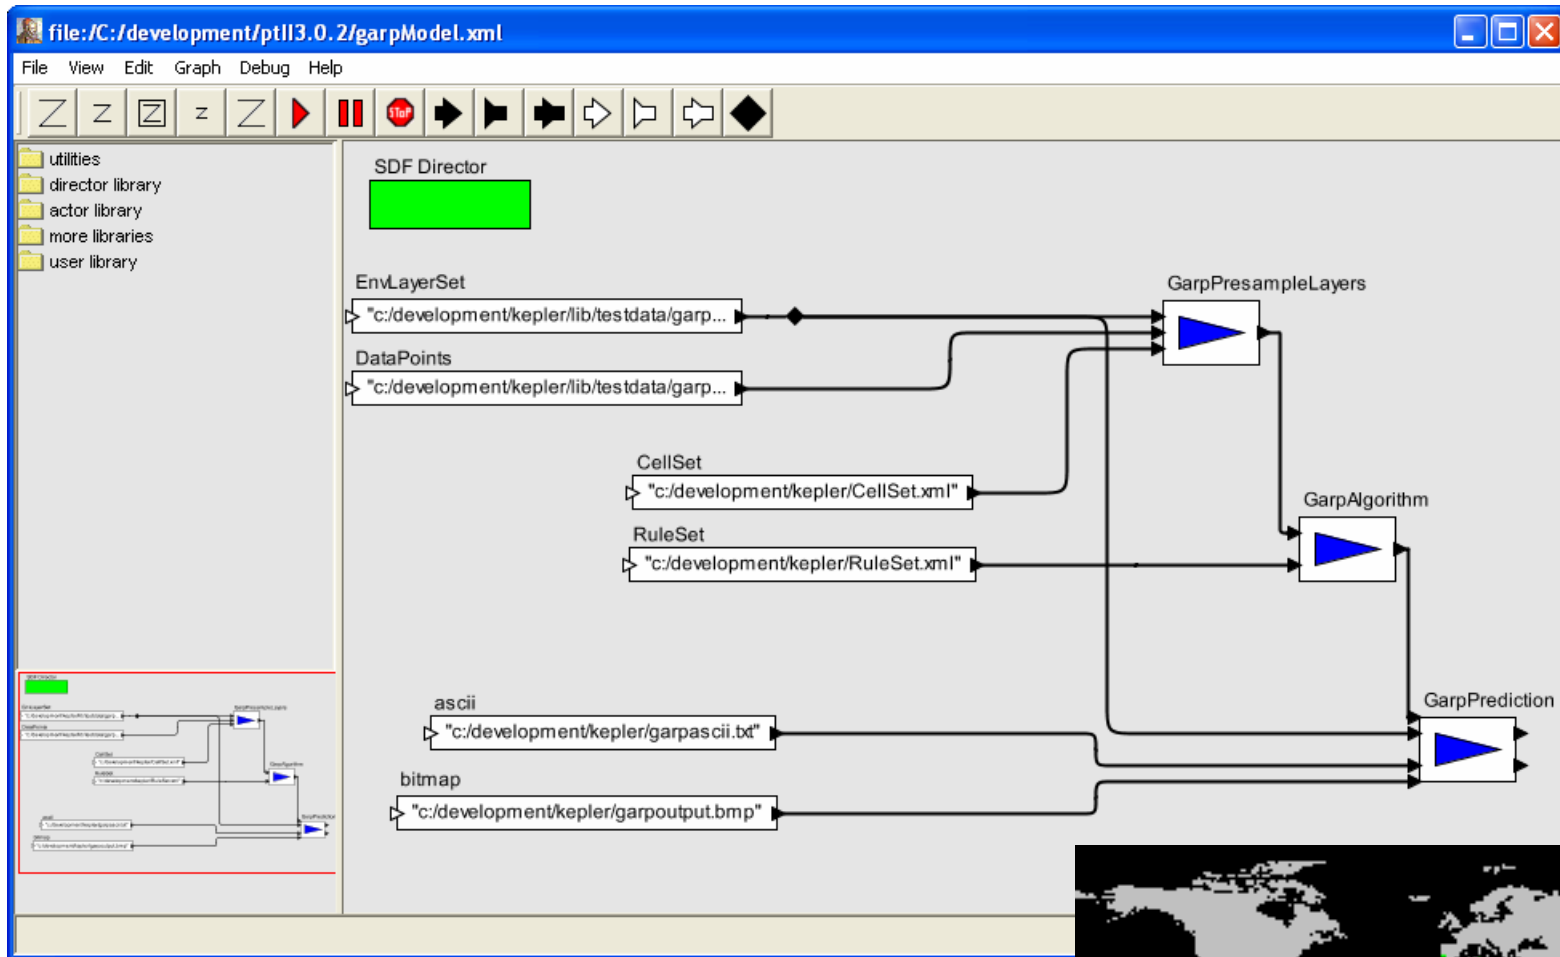 file:/C:/development/ptII3.0.2/garpModel.xml
File View Edit Graph Debug Help
STOP
utilities
director library
actor library
more libraries
user library
SDF Director
EnvLayerSet
"c:/development/kepler/lib/testdata/garp...
GarpPresampleLayers
DataPoints
"c:/development/kepler/lib/testdata/garp...
CellSet
"c:/development/kepler/CellSet.xml"
GarpAlgorithm
RuleSet
"c:/development/kepler/RuleSet.xml"
GarpPrediction
ascii
"c:/development/kepler/garpascii.txt"
bitmap
"c:/development/kepler/garpoutput.bmp"